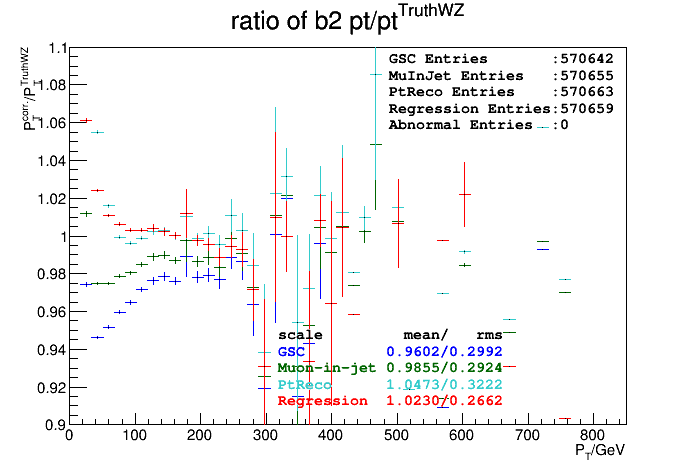 ratio of b2 pt/pt^TruthWZ
P_T^corr./P_T^TruthWZ
GSC Entries :570642
MuInJet Entries :570655
PtReco Entries :570663
Regression Entries:570659
Abnormal Entries :0
1.1
1.08
1.06
1.04
1.02
1
0.98
0.96
0.94
0.92
0.9
scale mean/ rms
GSC 0.9602/0.2992
Muon-in-jet 0.9855/0.2924
PtReco 1.0473/0.3222
Regression 1.0230/0.2662
0 100 200 300 400 500 600 700 800
P_T/GeV